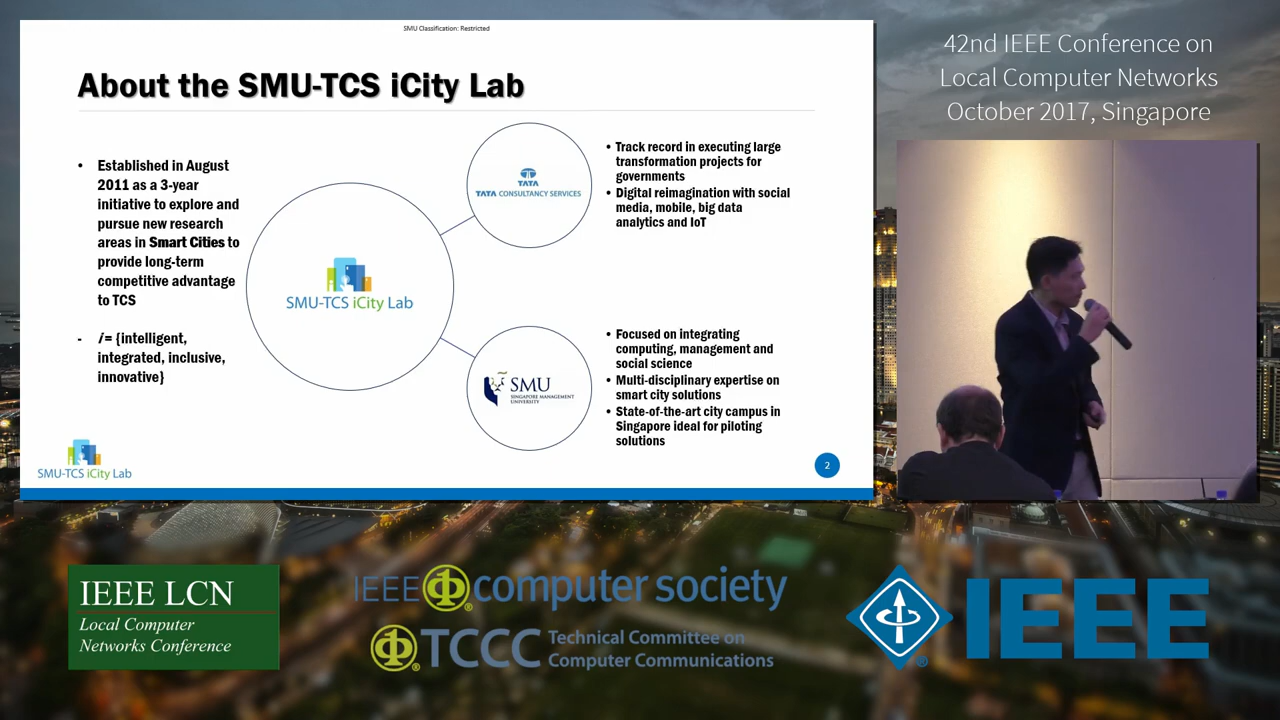 SMU Classification: Restricted
About the SMU-TCS iCity Lab
• Established in August
2011 as a 3-year
initiative to explore and
pursue new research
areas in Smart Cities to
provide long-term
competitive advantage
to TCS
- /= {intelligent,
integrated, inclusive,
innovative}
SMU-TCS iCity Lab
TATA
TATA CONSULTANCY SERVICES
• Track record in executing large
transformation projects for
governments
• Digital reimagination with social
media, mobile, big data
analytics and IoT
SMU
SINGAPORE MANAGEMENT
UNIVERSITY
• Focused on integrating
computing, management and
social science
• Multi-disciplinary expertise on
smart city solutions
• State-of-the-art city campus in
Singapore ideal for piloting
solutions
SMU-TCS iCity Lab
2
42nd IEEE Conference on
Local Computer Networks
October 2017, Singapore
IEEE LCN
Local Computer
Networks Conference
IEEE computer society
TCCC Technical Committee on
Computer Communications
IEEE